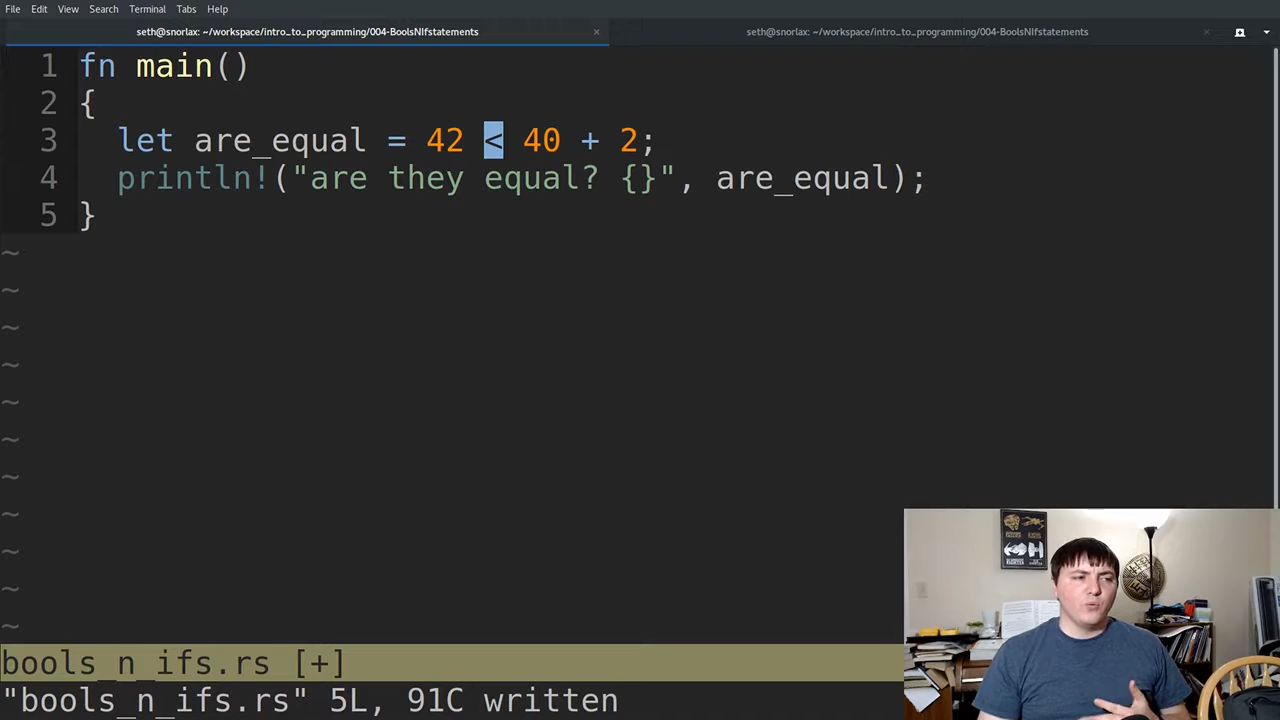 File Edit View Search Terminal Tabs Help
seth@snorlax: ~/workspace/intro_to_programming/004-BoolsNIfstatements × seth@snorlax: ~/workspace/intro_to_programming/004-BoolsNIfstatements ×
1 fn main()
2 {
3 let are_equal = 42 < 40 + 2;
4 println!("are they equal? {}", are_equal);
5 }
~
~
~
~
~
~
~
~
~
~
~
bools_n_ifs.rs [+]
"bools_n_ifs.rs" 5L, 91C written